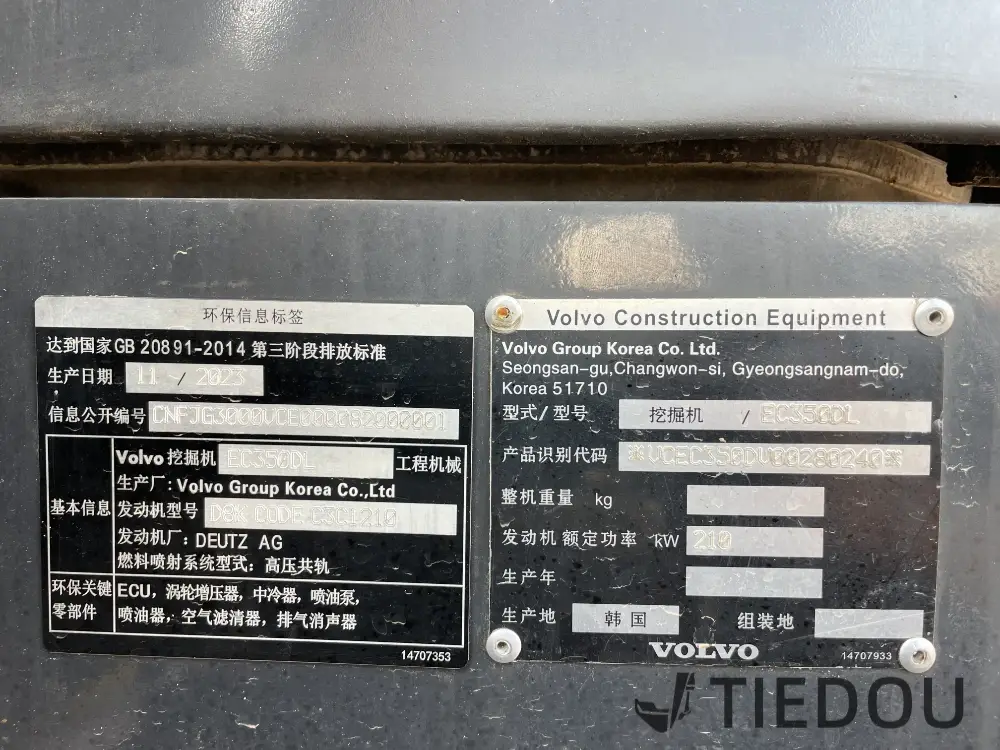 环保信息标签
达到国家GB 20891-2014 第三阶段排放标准
生产日期 11 / 2023
信息公开编号
基本信息
Volvo 挖掘机 EC350DL 工程机械
生产厂: Volvo Group Korea Co.,Ltd
发动机型号
发动机厂: DEUTZ AG
燃料喷射系统型式: 高压共轨
环保关键零部件
ECU, 涡轮增压器, 中冷器, 喷油泵,
喷油器, 空气滤清器, 排气消声器
14707353
Volvo Construction Equipment
Volvo Group Korea Co. Ltd.
Seongsan-gu,Changwon-si, Gyeongsangnam-do,
Korea 51710
型式/型号 挖掘机 / EC350DL
产品识别代码
整机重量 kg
发动机 额定功率 kW 210
生产年
生产地 韩国 组装地
VOLVO
14707933
TIEDOU